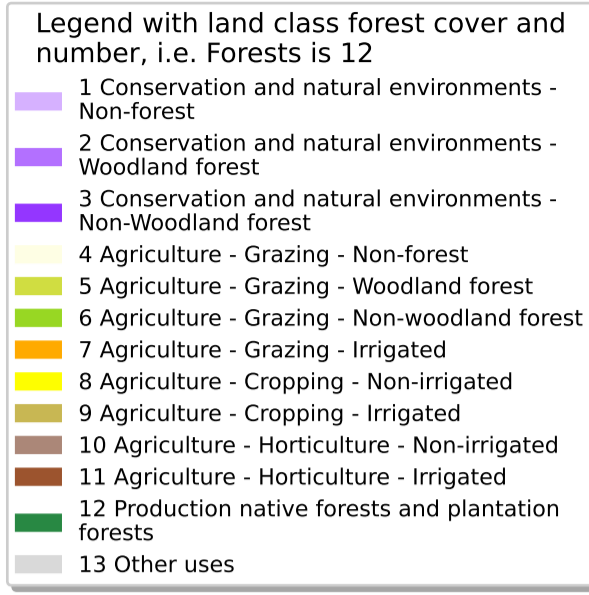 Legend with land class forest cover and
number, i.e. Forests is 12
1 Conservation and natural environments -
Non-forest
2 Conservation and natural environments -
Woodland forest
3 Conservation and natural environments -
Non-Woodland forest
4 Agriculture - Grazing - Non-forest
5 Agriculture - Grazing - Woodland forest
6 Agriculture - Grazing - Non-woodland forest
7 Agriculture - Grazing - Irrigated
8 Agriculture - Cropping - Non-irrigated
9 Agriculture - Cropping - Irrigated
10 Agriculture - Horticulture - Non-irrigated
11 Agriculture - Horticulture - Irrigated
12 Production native forests and plantation
forests
13 Other uses